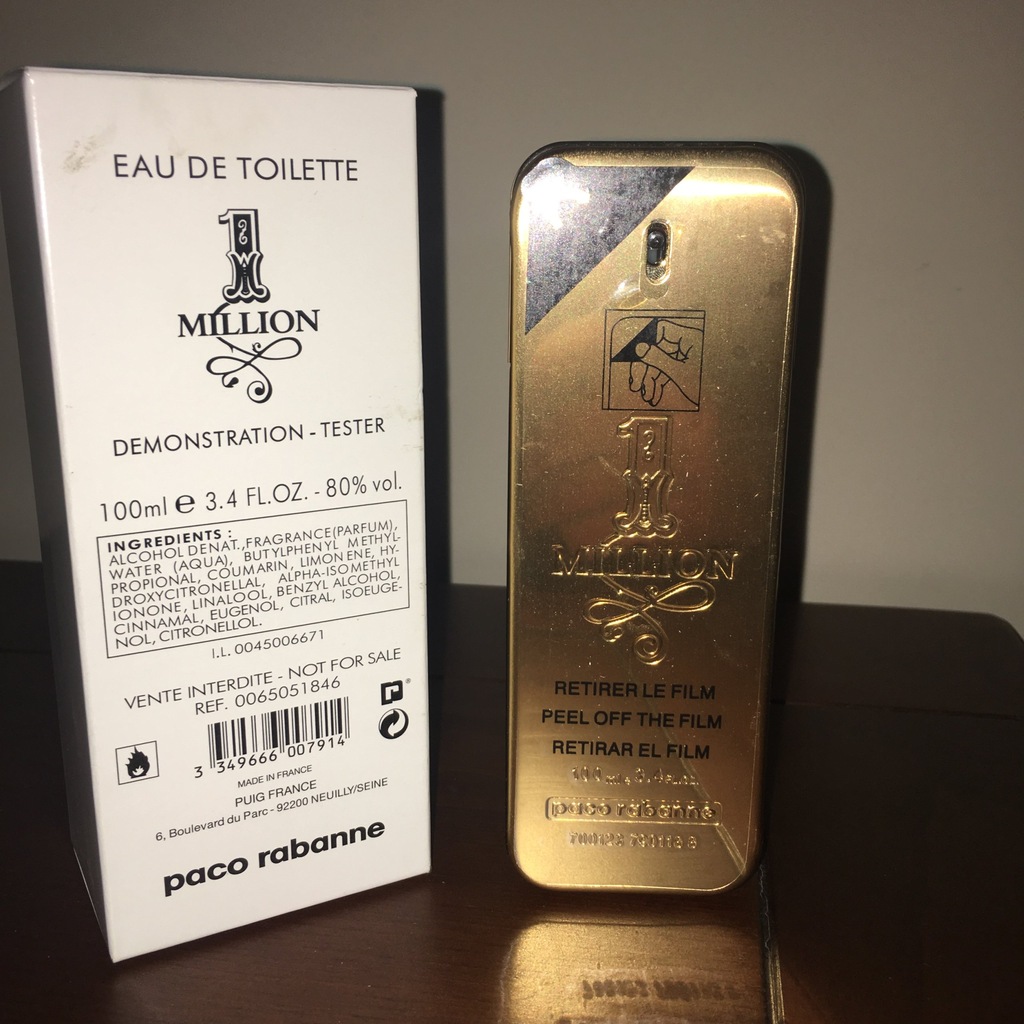 EAU DE TOILETTE
1
MILLION
DEMONSTRATION - TESTER
100ml e 3.4 FL.OZ. - 80% vol.
INGREDIENTS :
ALCOHOL DENAT., FRAGRANCE (PARFUM),
WATER (AQUA), BUTYLPHENYL METHYL-
PROPIONAL, COUMARIN, LIMONENE, HY-
DROXYCITRONELLAL, ALPHA-ISOMETHYL
IONONE, LINALOOL, BENZYL ALCOHOL,
CINNAMAL, EUGENOL, CITRAL, ISOEUGE-
NOL, CITRONELLOL.
I.L. 0045006671
VENTE INTERDITE - NOT FOR SALE
REF. 0065051846
3 349666 007914
MADE IN FRANCE
PUIG FRANCE
6, Boulevard du Parc - 92200 NEUILLY/SEINE
paco rabanne
1
MILLION
RETIRER LE FILM
PEEL OFF THE FILM
RETIRAR EL FILM
100 ml, 3.4
paco rabanne